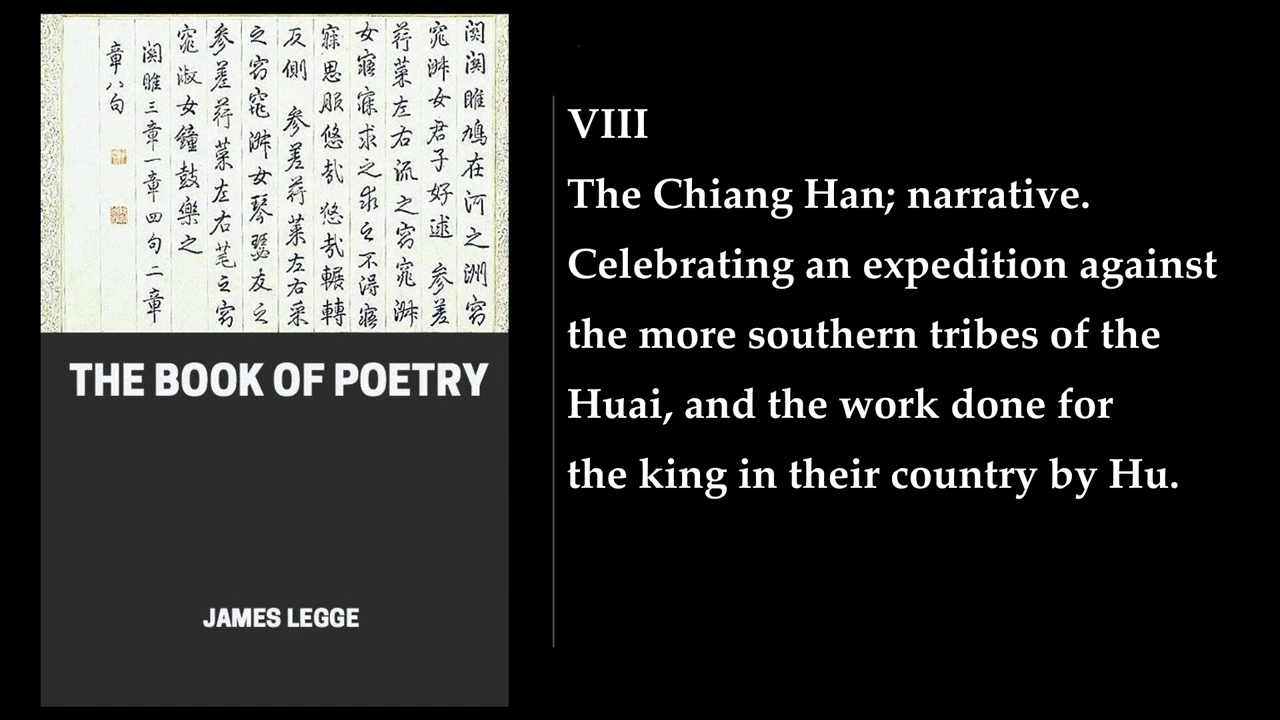 關關雎鳩在河之洲窈
窕淑女君子好逑 參差
荇菜左右流之窈窕淑
女寤寐求之求之不得寤
寐思服悠哉悠哉輾轉
反側 參差荇菜左右采
之窈窕淑女琴瑟友之
參差荇菜左右芼之窈
窕淑女鐘鼓樂之
關雎三章一章四句二章
章八句
THE BOOK OF POETRY
JAMES LEGGE
VIII
The Chiang Han; narrative.
Celebrating an expedition against
the more southern tribes of the
Huai, and the work done for
the king in their country by Hu.